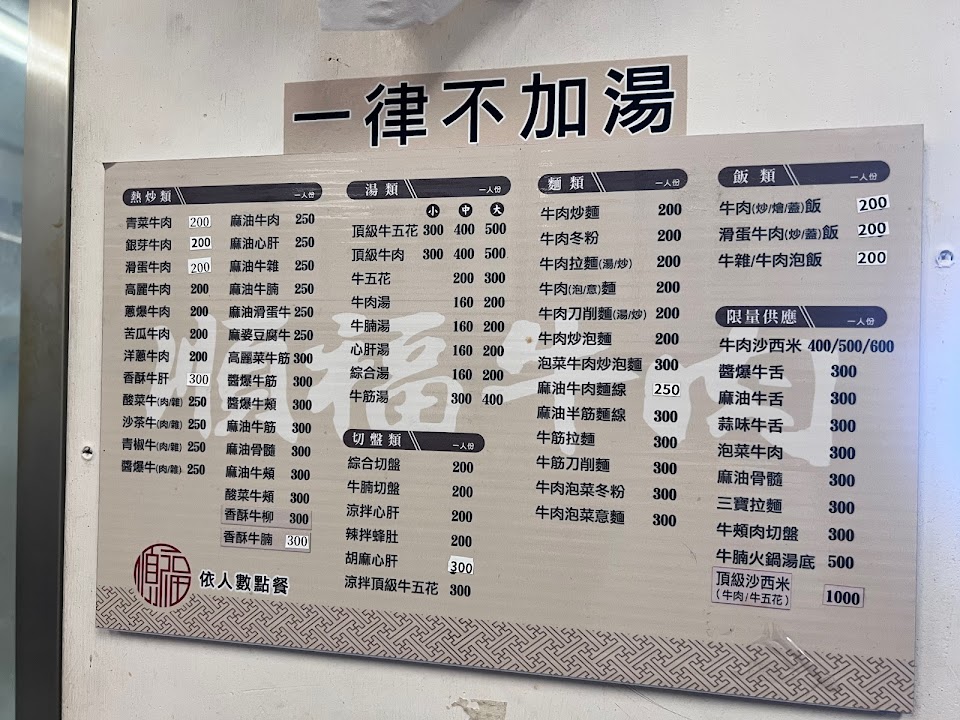 一律不加湯
熱炒類 一人份
青菜牛肉 200
銀芽牛肉 200
滑蛋牛肉 200
高麗牛肉 200
蔥爆牛肉 200
苦瓜牛肉 200
洋蔥牛肉 200
香酥牛肝 300
酸菜牛(肉/雜) 250
沙茶牛(肉/雜) 250
青椒牛(肉/雜) 250
醬爆牛(肉/雜) 250
麻油牛肉 250
麻油心肝 250
麻油牛雜 250
麻油牛腩 250
麻油滑蛋牛 250
麻婆豆腐牛 250
高麗菜牛筋 300
醬爆牛筋 300
醬爆牛頰 300
麻油牛筋 300
麻油骨髓 300
麻油牛頰 300
酸菜牛頰 300
香酥牛柳 300
香酥牛腩 300
順福
依人數點餐
湯類 一人份
小 中 大
頂級牛五花 300 400 500
頂級牛肉 300 400 500
牛五花 200 300
牛肉湯 160 200
牛腩湯 160 200
心肝湯 160 200
綜合湯 160 200
牛筋湯 300 400
切盤類 一人份
綜合切盤 200
牛腩切盤 200
涼拌心肝 200
辣拌蜂肚 200
胡麻心肝 300
涼拌頂級牛五花 300
麵類 一人份
牛肉炒麵 200
牛肉冬粉 200
牛肉拉麵(湯/炒) 200
牛肉(泡/意)麵 200
牛肉刀削麵(湯/炒) 200
牛肉炒泡麵 200
泡菜牛肉炒泡麵 300
麻油牛肉麵線 250
麻油半筋麵線 300
牛筋拉麵 300
牛筋刀削麵 300
牛肉泡菜冬粉 300
牛肉泡菜意麵 300
飯類 一人份
牛肉(炒/燴/蓋)飯 200
滑蛋牛肉(炒/蓋)飯 200
牛雜/牛肉泡飯 200
限量供應 一人份
牛肉沙西米 400/500/600
醬爆牛舌 300
麻油牛舌 300
蒜味牛舌 300
泡菜牛肉 300
麻油骨髓 300
三寶拉麵 300
牛頰肉切盤 300
牛腩火鍋湯底 500
頂級沙西米
(牛肉/牛五花) 1000
順福牛肉